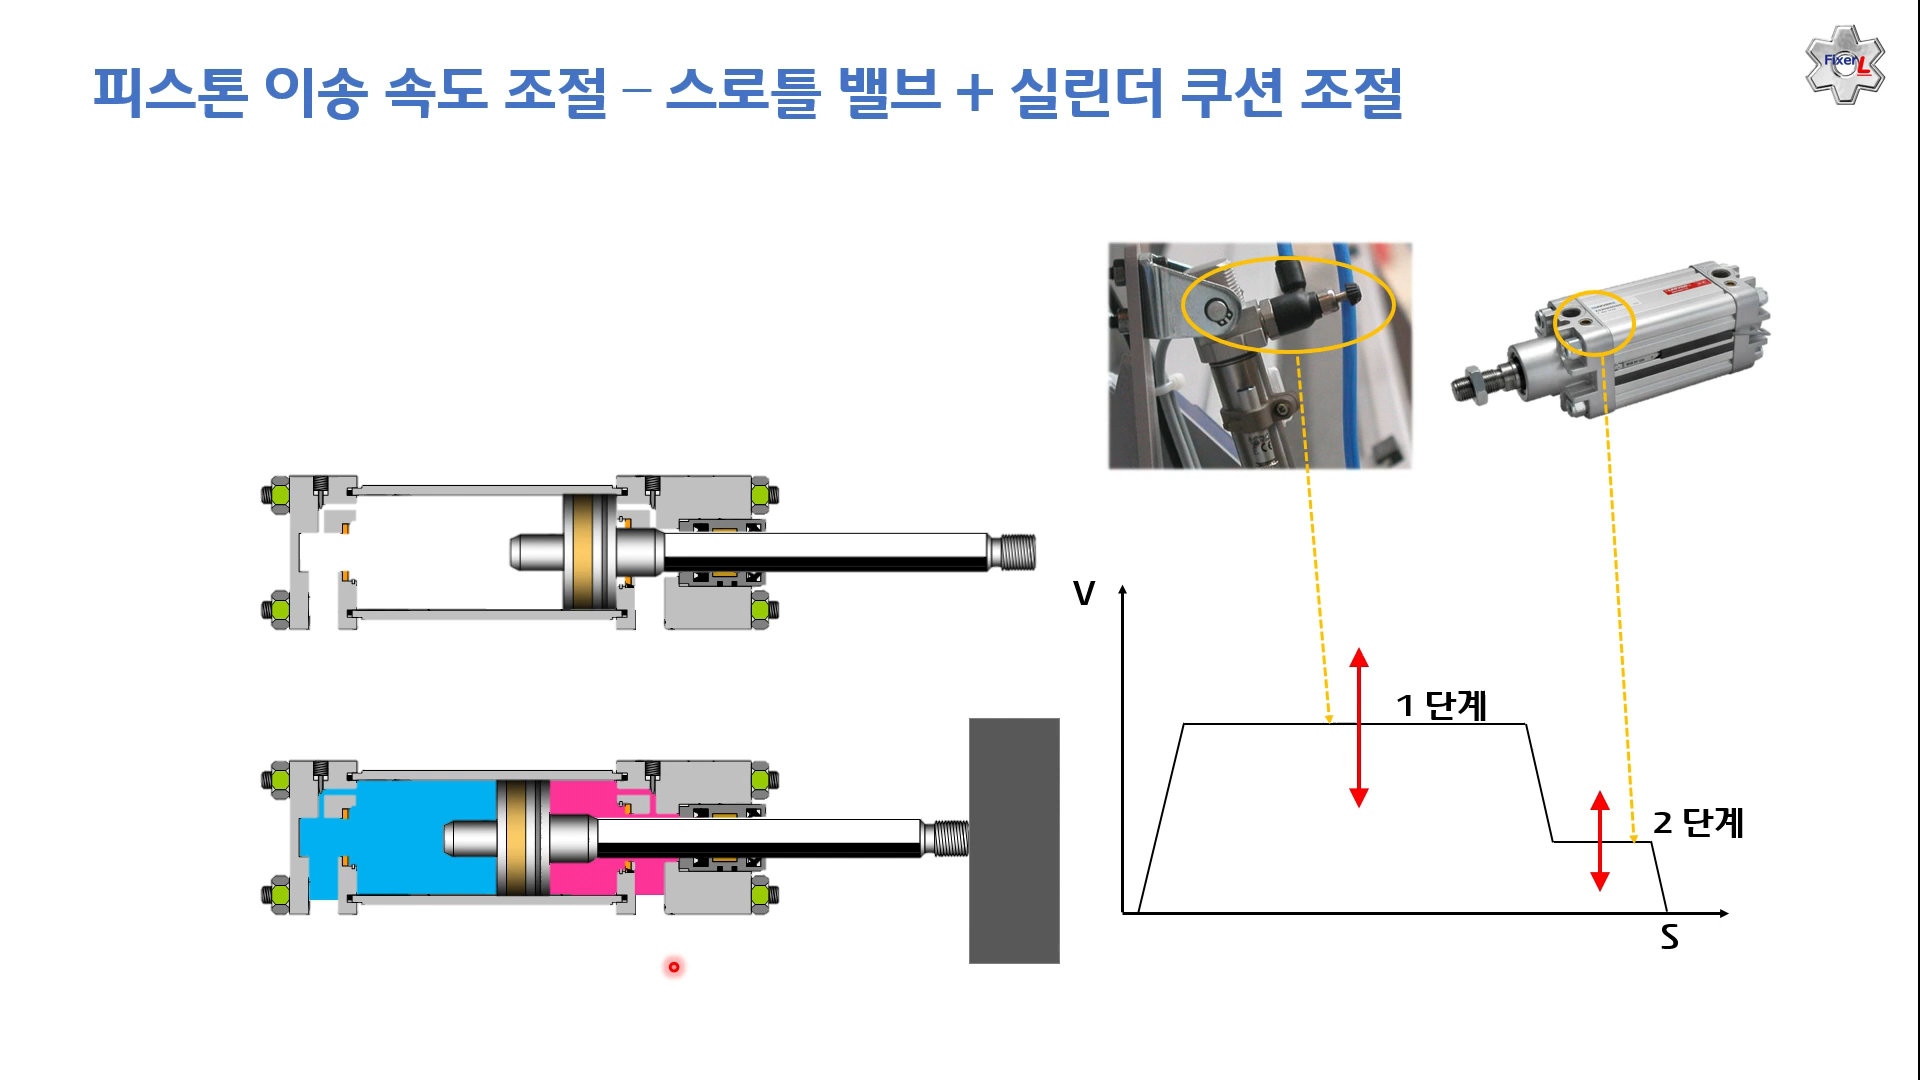 피스톤 이송 속도 조절 – 스로틀 밸브 + 실린더 쿠션 조절
Fixer L
V
1 단계
2 단계
S